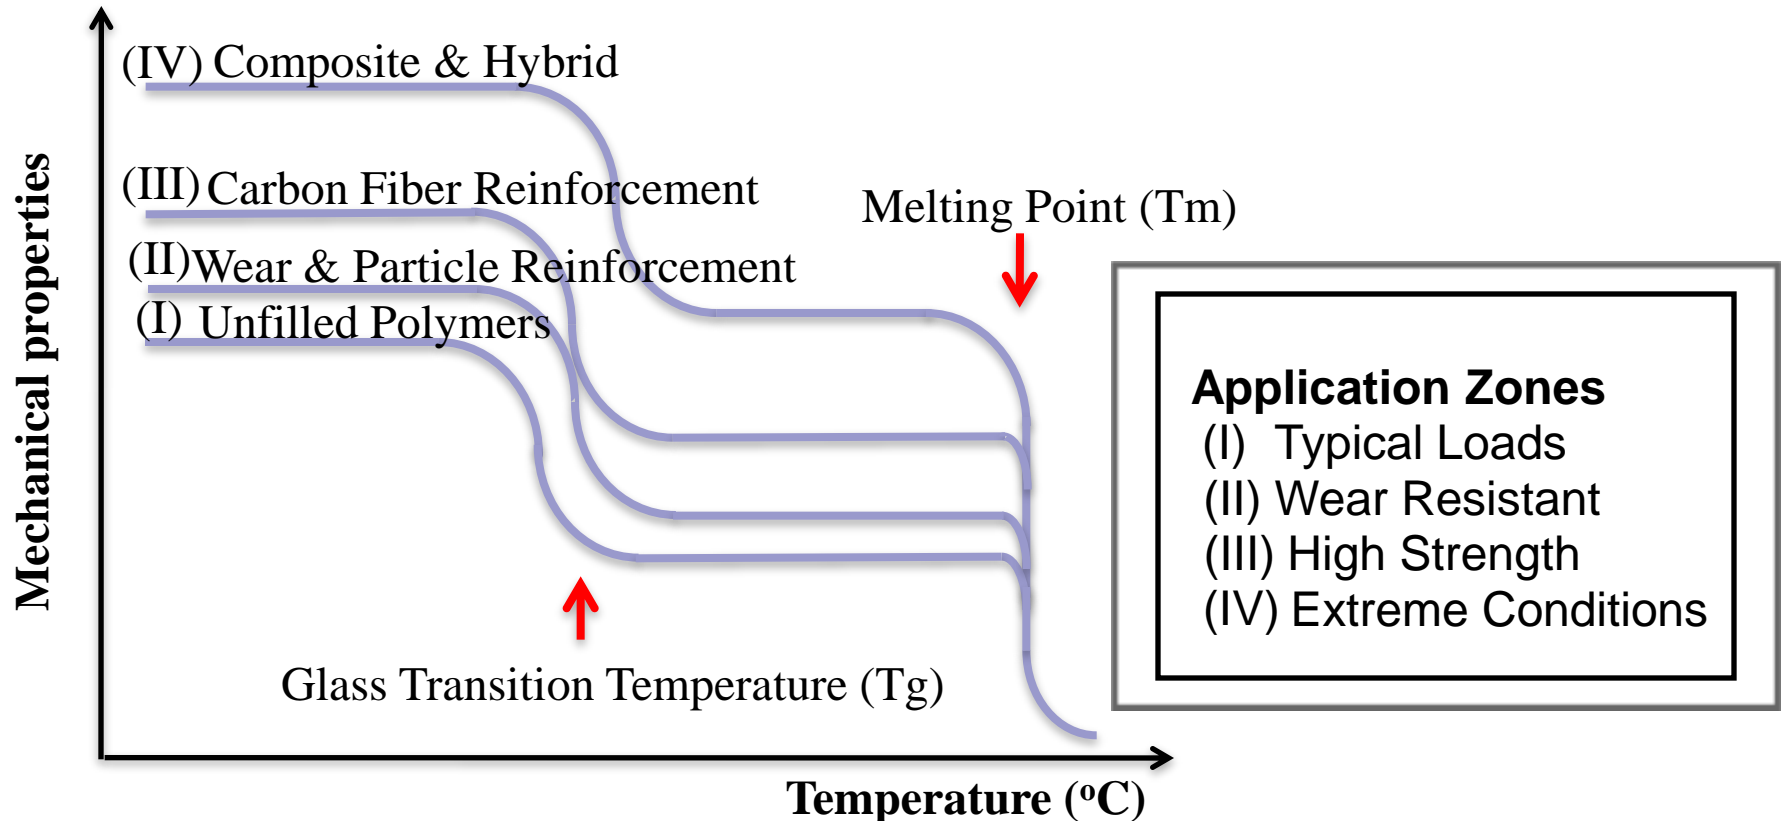 Mechanical properties
(IV) Composite & Hybrid
(III) Carbon Fiber Reinforcement
(II) Wear & Particle Reinforcement
(I) Unfilled Polymers
Melting Point (Tm)
Glass Transition Temperature (Tg)
Temperature (ºC)
Application Zones
(I) Typical Loads
(II) Wear Resistant
(III) High Strength
(IV) Extreme Conditions